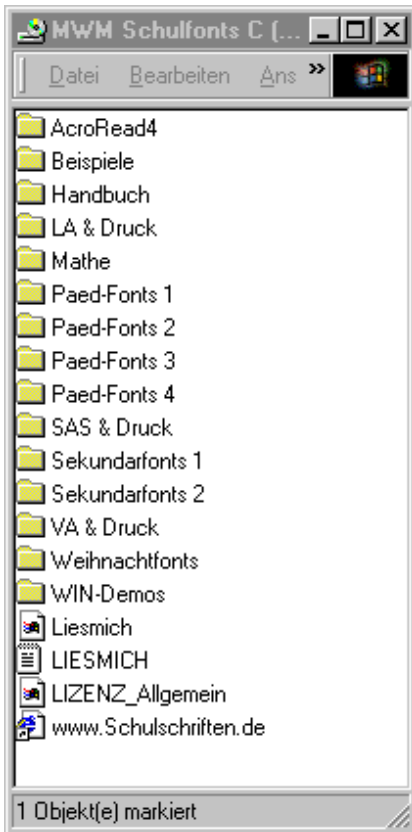 MWM Schulfonts C (...
Datei Bearbeiten Ans »
AcroRead4
Beispiele
Handbuch
LA & Druck
Mathe
Paed-Fonts 1
Paed-Fonts 2
Paed-Fonts 3
Paed-Fonts 4
SAS & Druck
Sekundarfonts 1
Sekundarfonts 2
VA & Druck
Weihnachtfonts
WIN-Demos
Liesmich
LIESMICH
LIZENZ_Allgemein
www.Schulschriften.de
1 Objekt(e) markiert